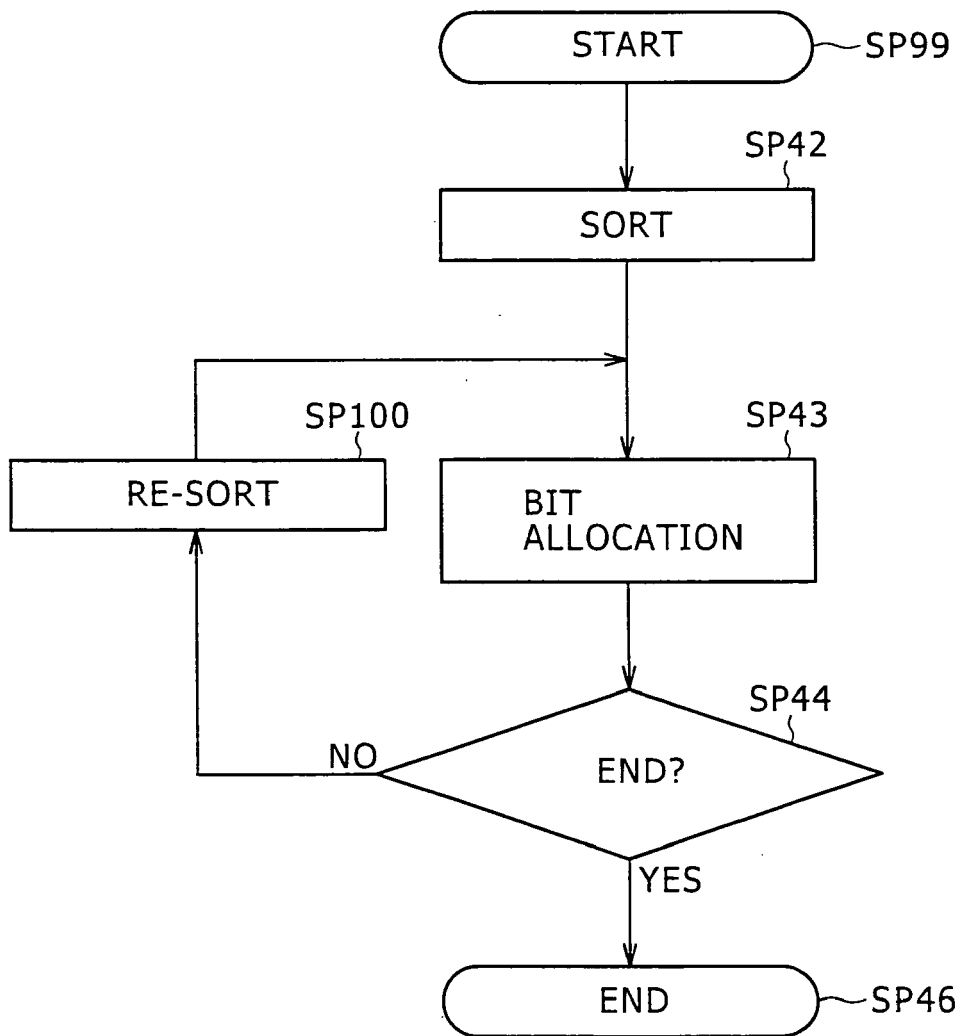 START
SP99
SP42
SORT
SP100
SP43
RE-SORT
BIT
ALLOCATION
SP44
NO
END?
YES
END
SP46